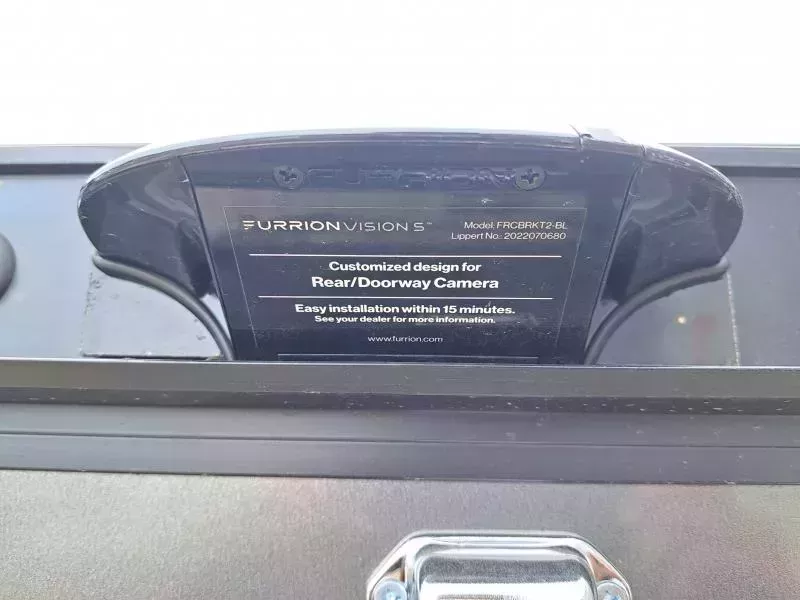 FURRION
FURRION VISION S™
Model: FRCBRKT2-BL
Lippert No.: 2022070680
Customized design for
Rear/Doorway Camera
Easy installation within 15 minutes.
See your dealer for more information.
www.furrion.com